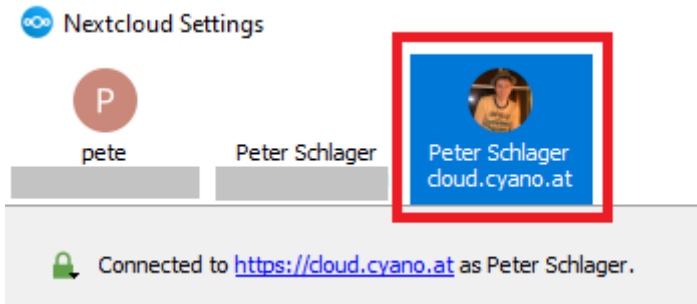 Nextcloud Settings
P
pete
Peter Schlager
Peter Schlager
cloud.cyano.at
Connected to https://cloud.cyano.at as Peter Schlager.